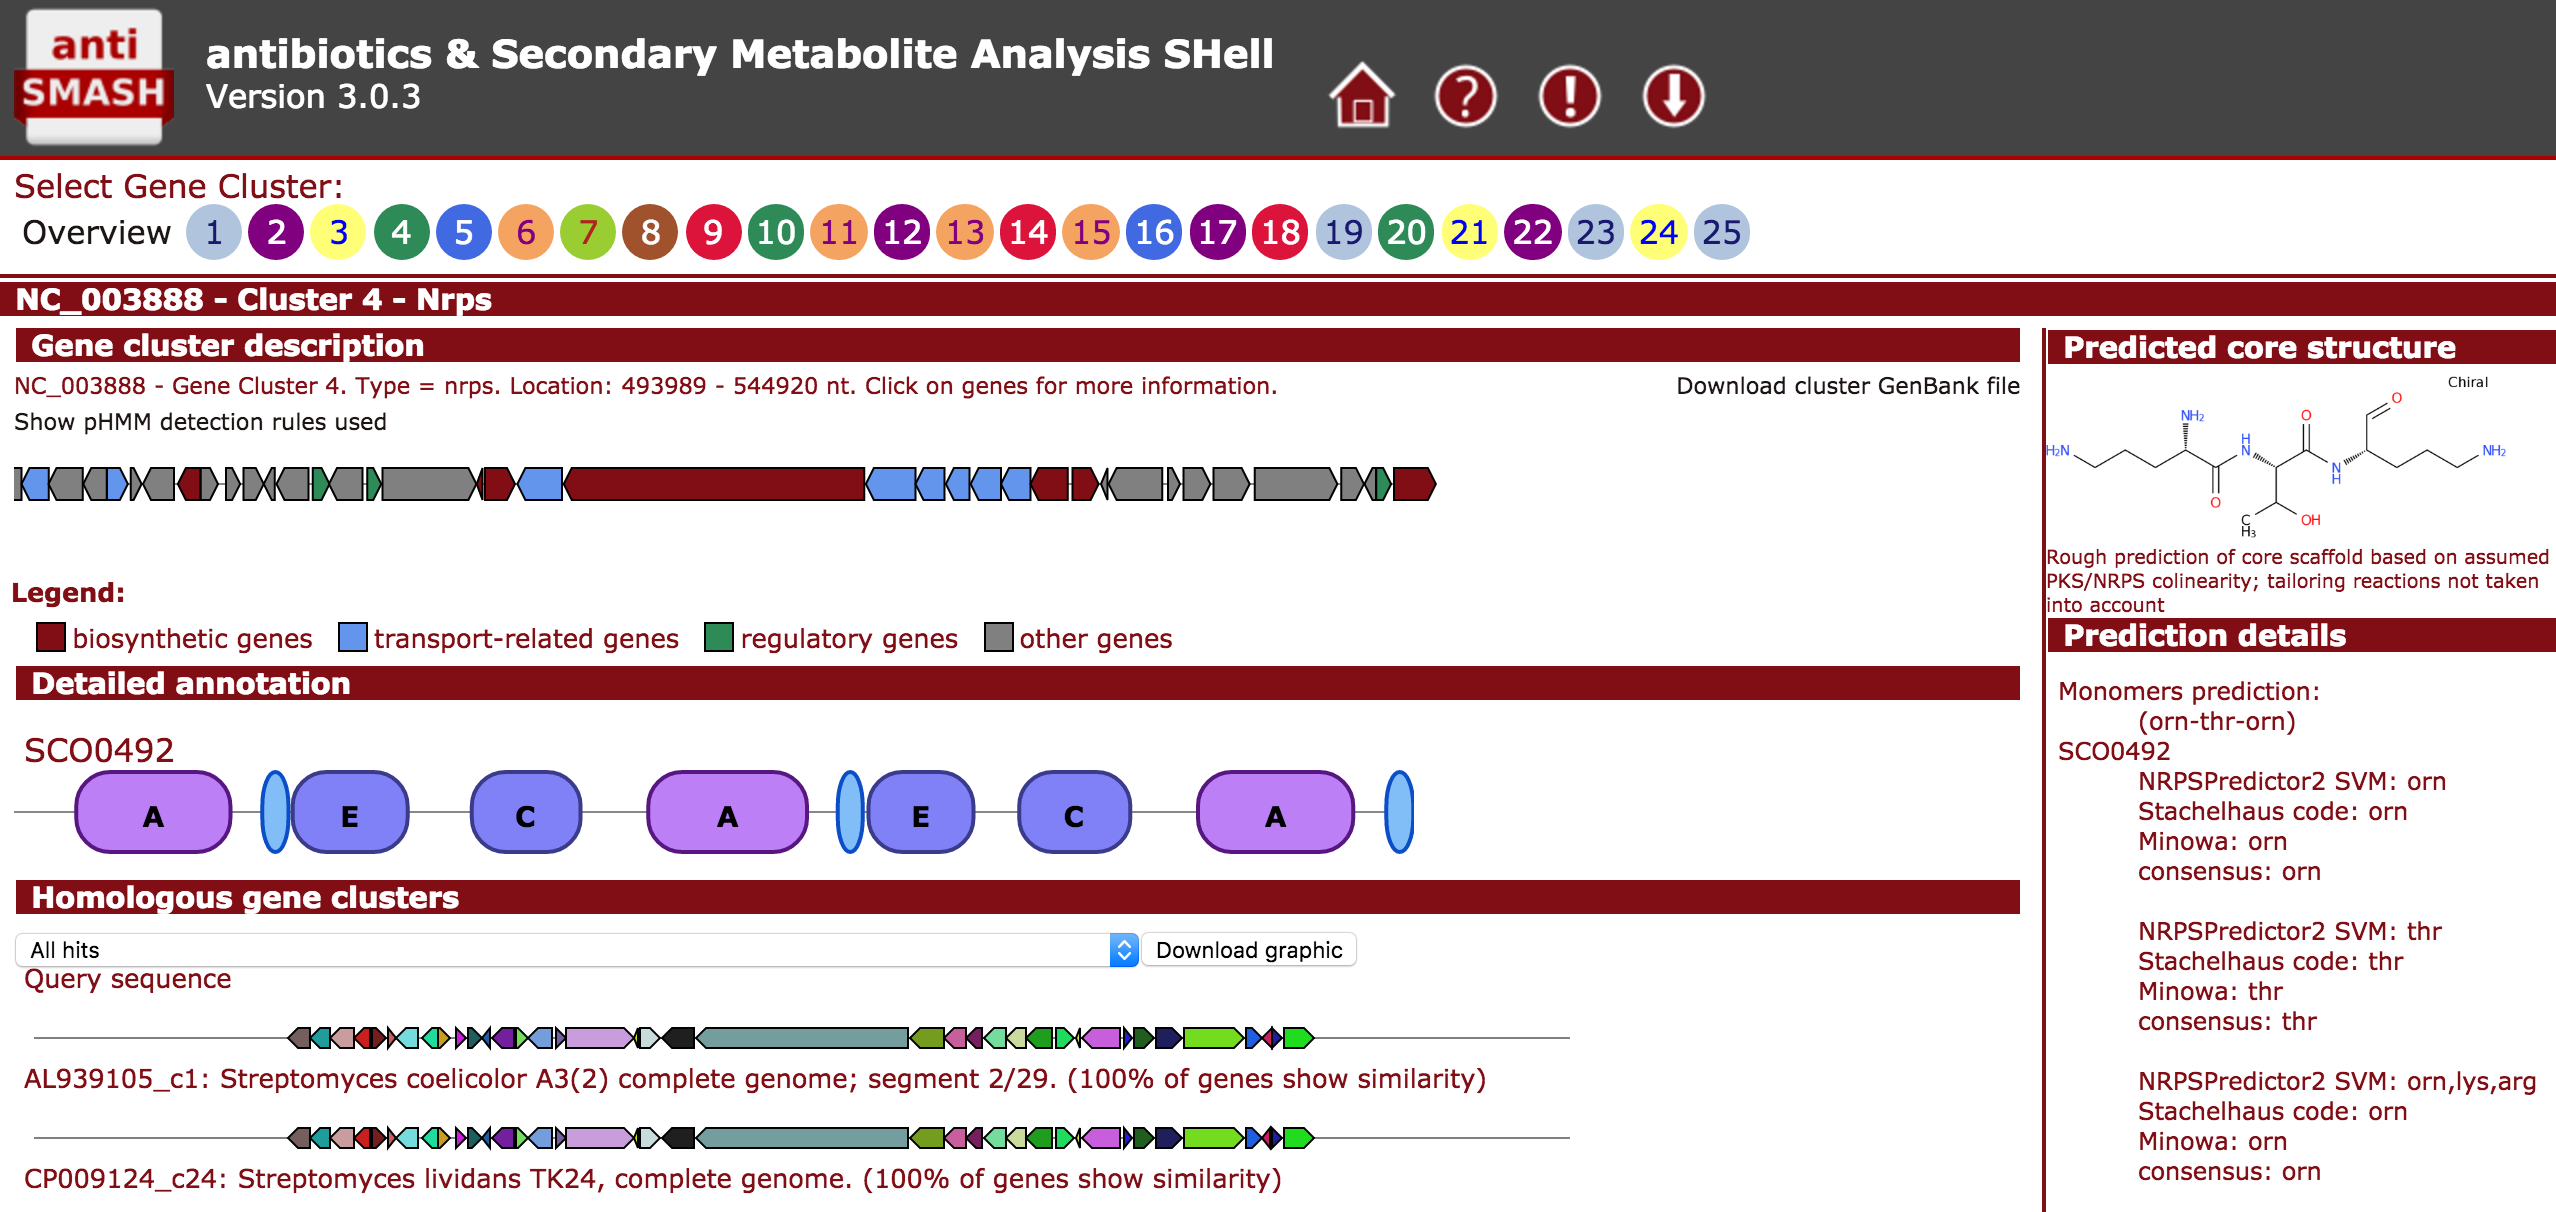 anti
SMASH
antibiotics & Secondary Metabolite Analysis SHell
Version 3.0.3
Select Gene Cluster:
Overview 1 2 3 4 5 6 7 8 9 10 11 12 13 14 15 16 17 18 19 20 21 22 23 24 25
NC_003888 - Cluster 4 - Nrps
Gene cluster description
NC_003888 - Gene Cluster 4. Type = nrps. Location: 493989 - 544920 nt. Click on genes for more information.
Download cluster GenBank file
Show pHMM detection rules used
Legend:
biosynthetic genes transport-related genes regulatory genes other genes
Detailed annotation
SCO0492
A E C A E C A
Homologous gene clusters
All hits
Download graphic
Query sequence
AL939105_c1: Streptomyces coelicolor A3(2) complete genome; segment 2/29. (100% of genes show similarity)
CP009124_c24: Streptomyces lividans TK24, complete genome. (100% of genes show similarity)
Predicted core structure
Chiral
O
NH₂
O
H
N
H₂N
NH₂
N
H
O
C
H₃
OH
Rough prediction of core scaffold based on assumed
PKS/NRPS colinearity; tailoring reactions not taken
into account
Prediction details
Monomers prediction:
(orn-thr-orn)
SCO0492
NRPSPredictor2 SVM: orn
Stachelhaus code: orn
Minowa: orn
consensus: orn
NRPSPredictor2 SVM: thr
Stachelhaus code: thr
Minowa: thr
consensus: thr
NRPSPredictor2 SVM: orn,lys,arg
Stachelhaus code: orn
Minowa: orn
consensus: orn